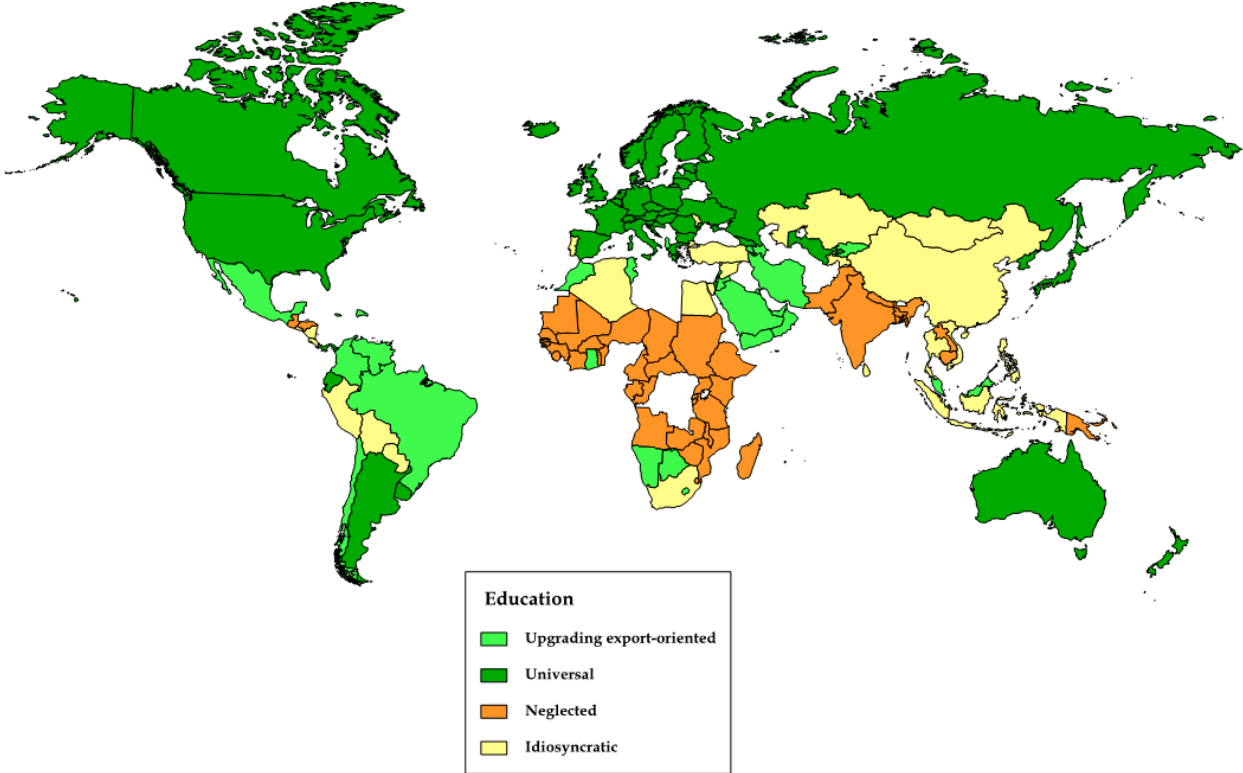 Education
Upgrading export-oriented
Universal
Neglected
Idiosyncratic